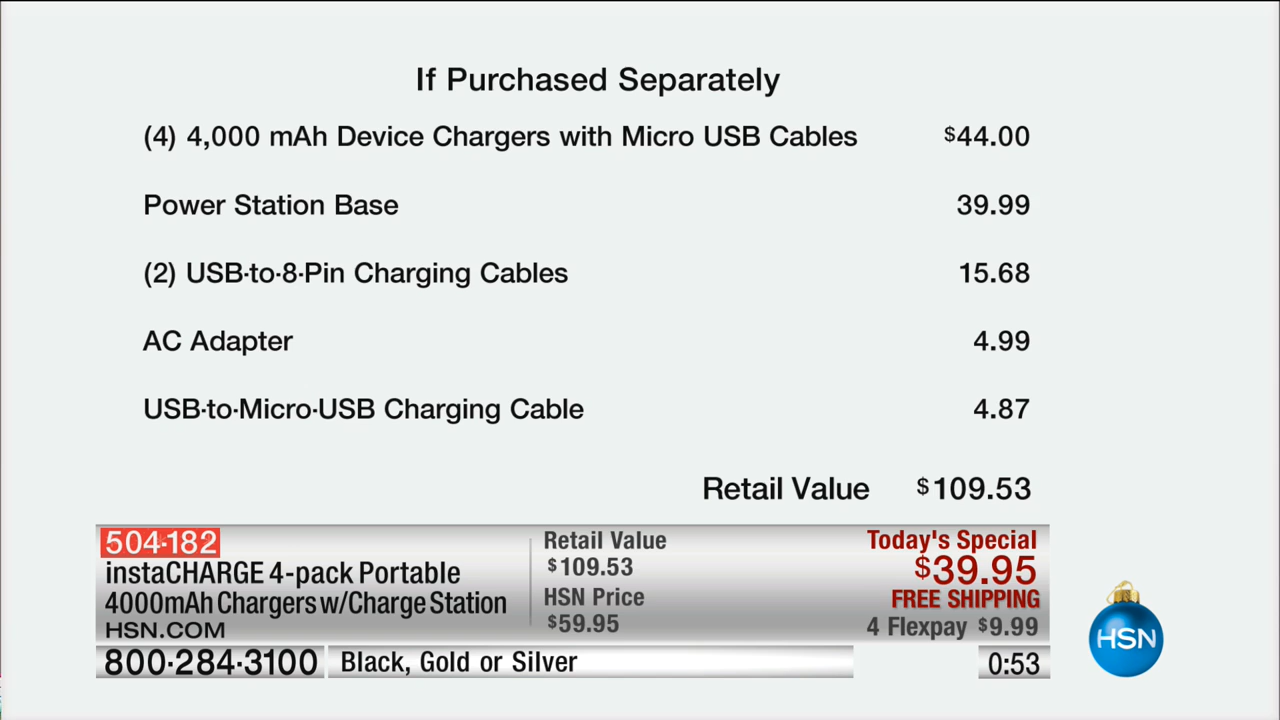 If Purchased Separately
(4) 4,000 mAh Device Chargers with Micro USB Cables $44.00
Power Station Base 39.99
(2) USB-to-8-Pin Charging Cables 15.68
AC Adapter 4.99
USB-to-Micro-USB Charging Cable 4.87
Retail Value $109.53
504-182
instaCHARGE 4-pack Portable
4000mAh Chargers w/Charge Station
HSN.COM
Retail Value
$109.53
HSN Price
$59.95
Today's Special
$39.95
FREE SHIPPING
4 Flexpay $9.99
HSN
800-284-3100 Black, Gold or Silver 0:53